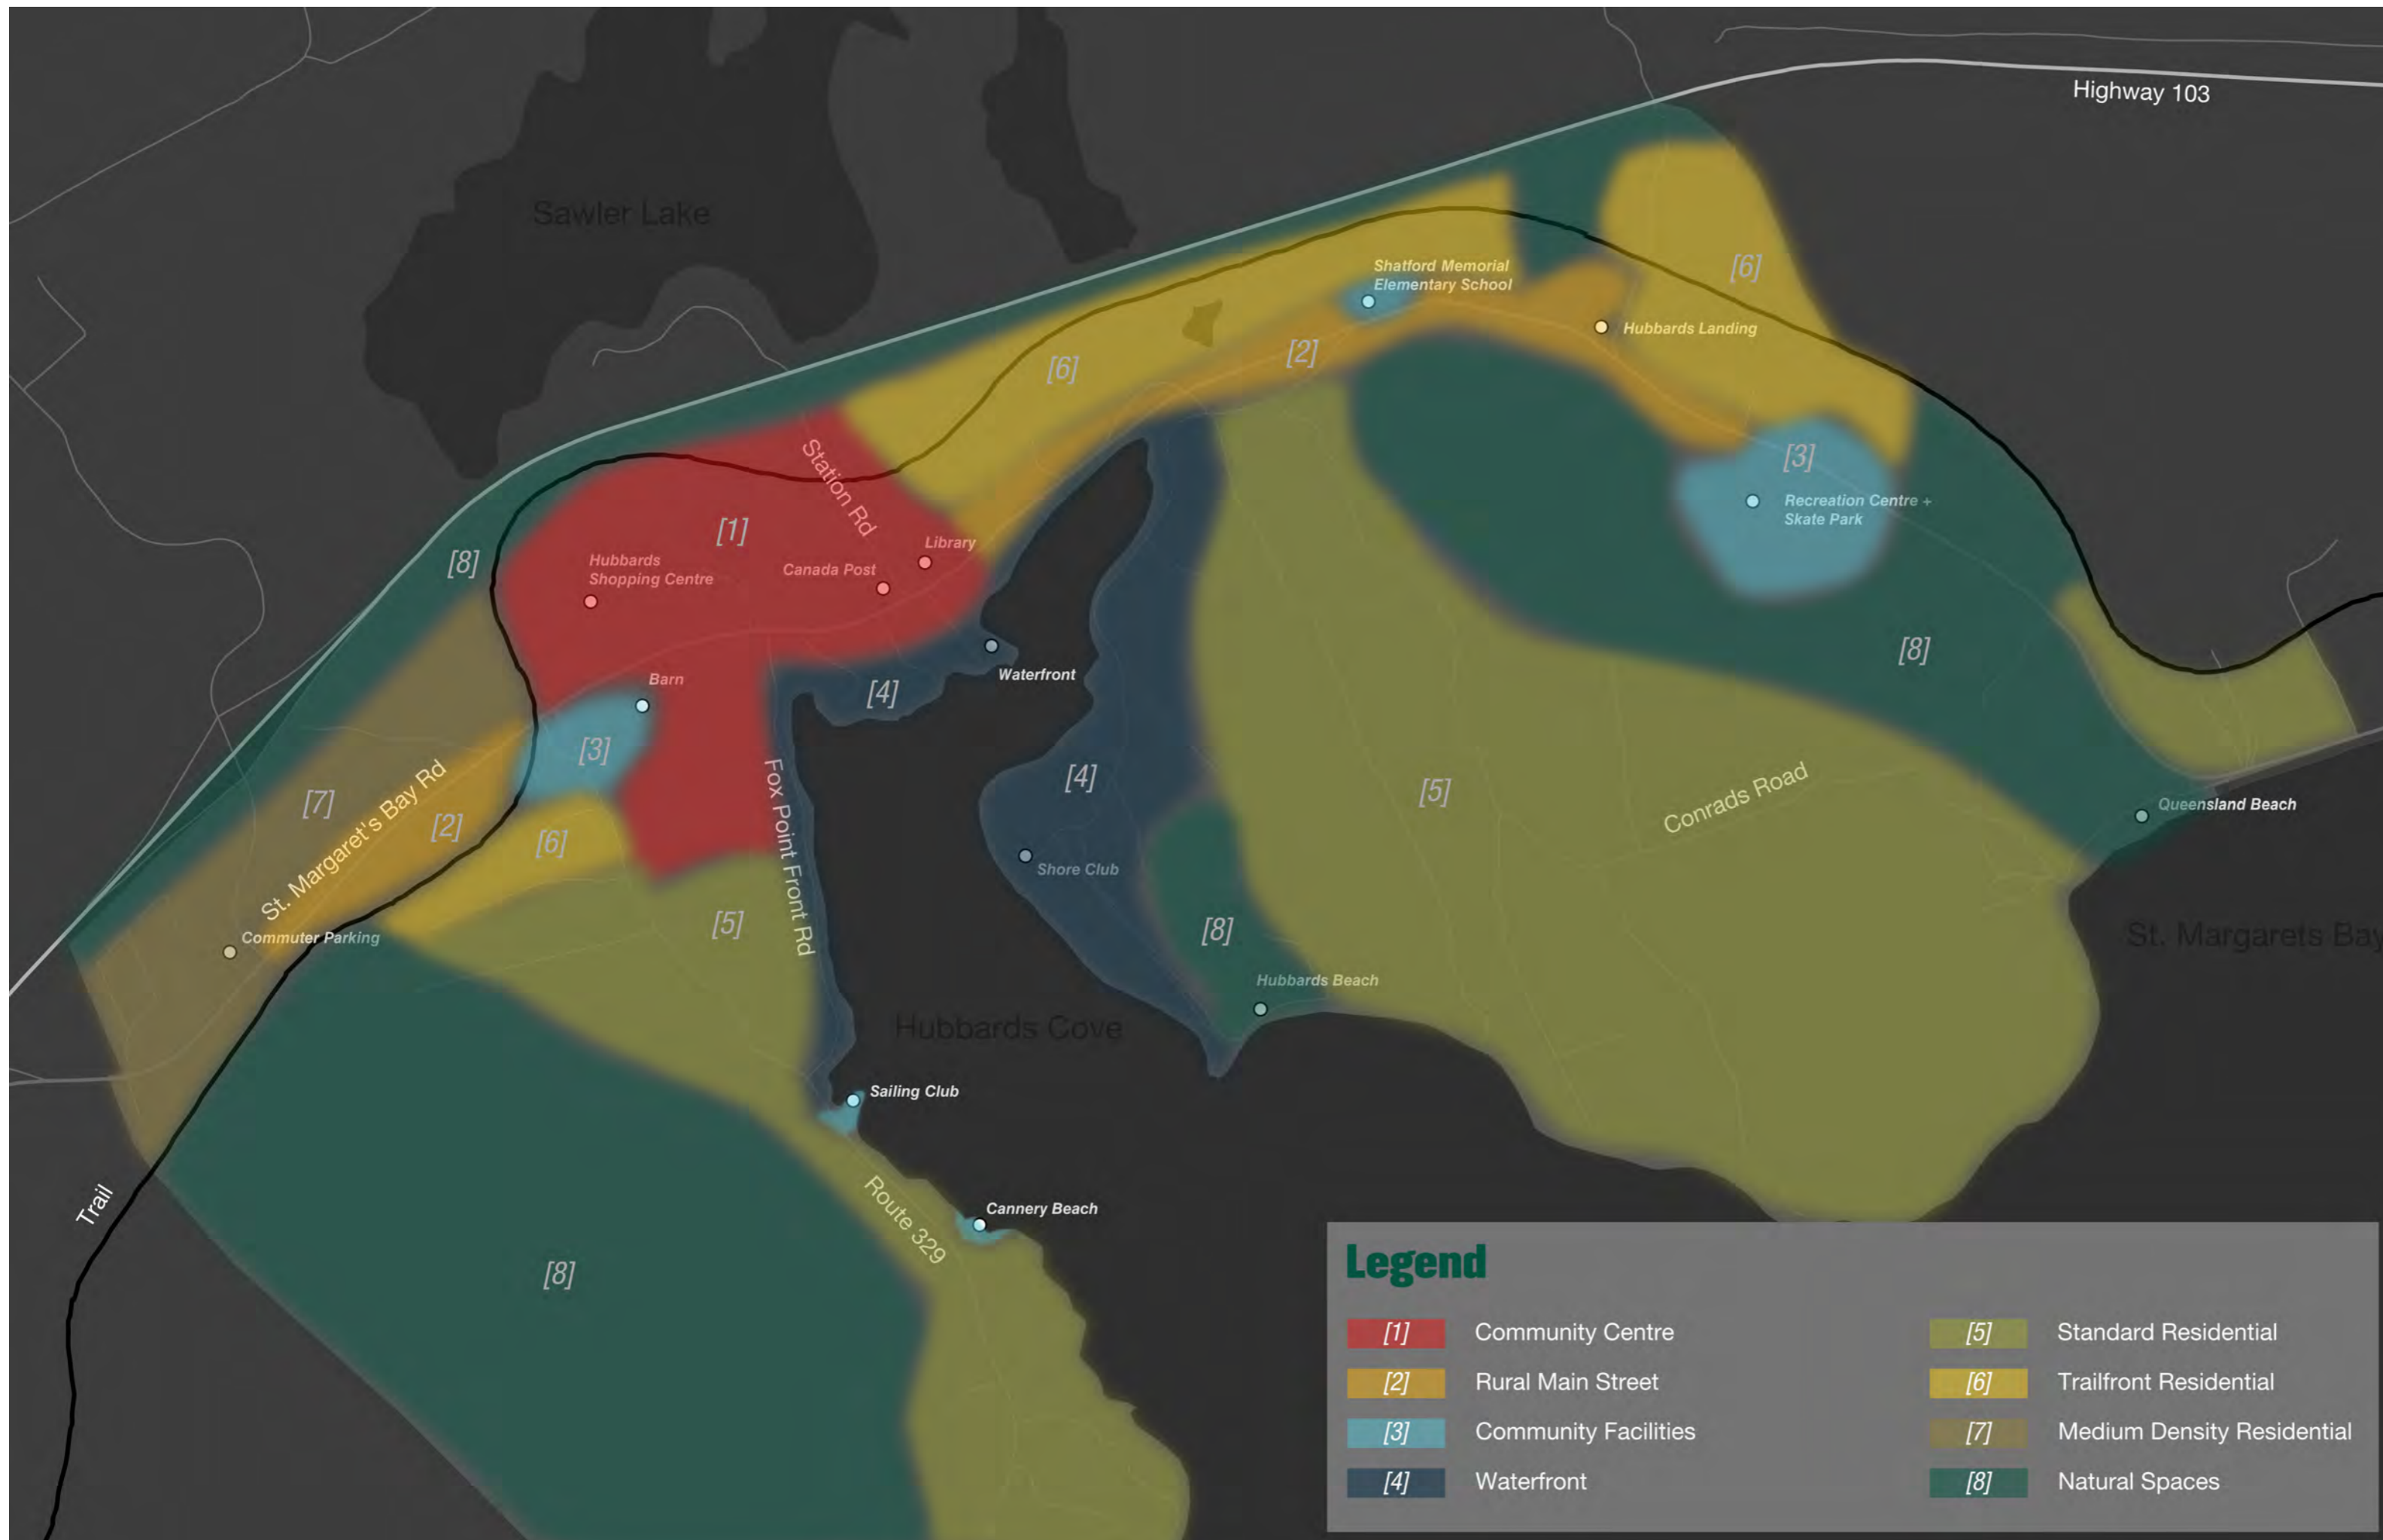 Highway 103
Sawler Lake
[6]
Shatford Memorial
Elementary School
Hubbards Landing
[2]
[6]
Station Rd
[3]
Recreation Centre +
Skate Park
[1]
[8]
Library
Hubbards
Shopping Centre
Canada Post
Waterfront
[8]
Barn
[4]
[3]
[4]
[5]
Conrads Road
[7]
St. Margaret's Bay Rd
[2]
[6]
Fox Point Front Rd
Queensland Beach
Shore Club
[5]
[8]
Commuter Parking
St. Margarets Bay
Hubbards Beach
Hubbards Cove
Sailing Club
Trail
Route 329
Cannery Beach
[8]
Legend
[1] Community Centre
[2] Rural Main Street
[3] Community Facilities
[4] Waterfront
[5] Standard Residential
[6] Trailfront Residential
[7] Medium Density Residential
[8] Natural Spaces